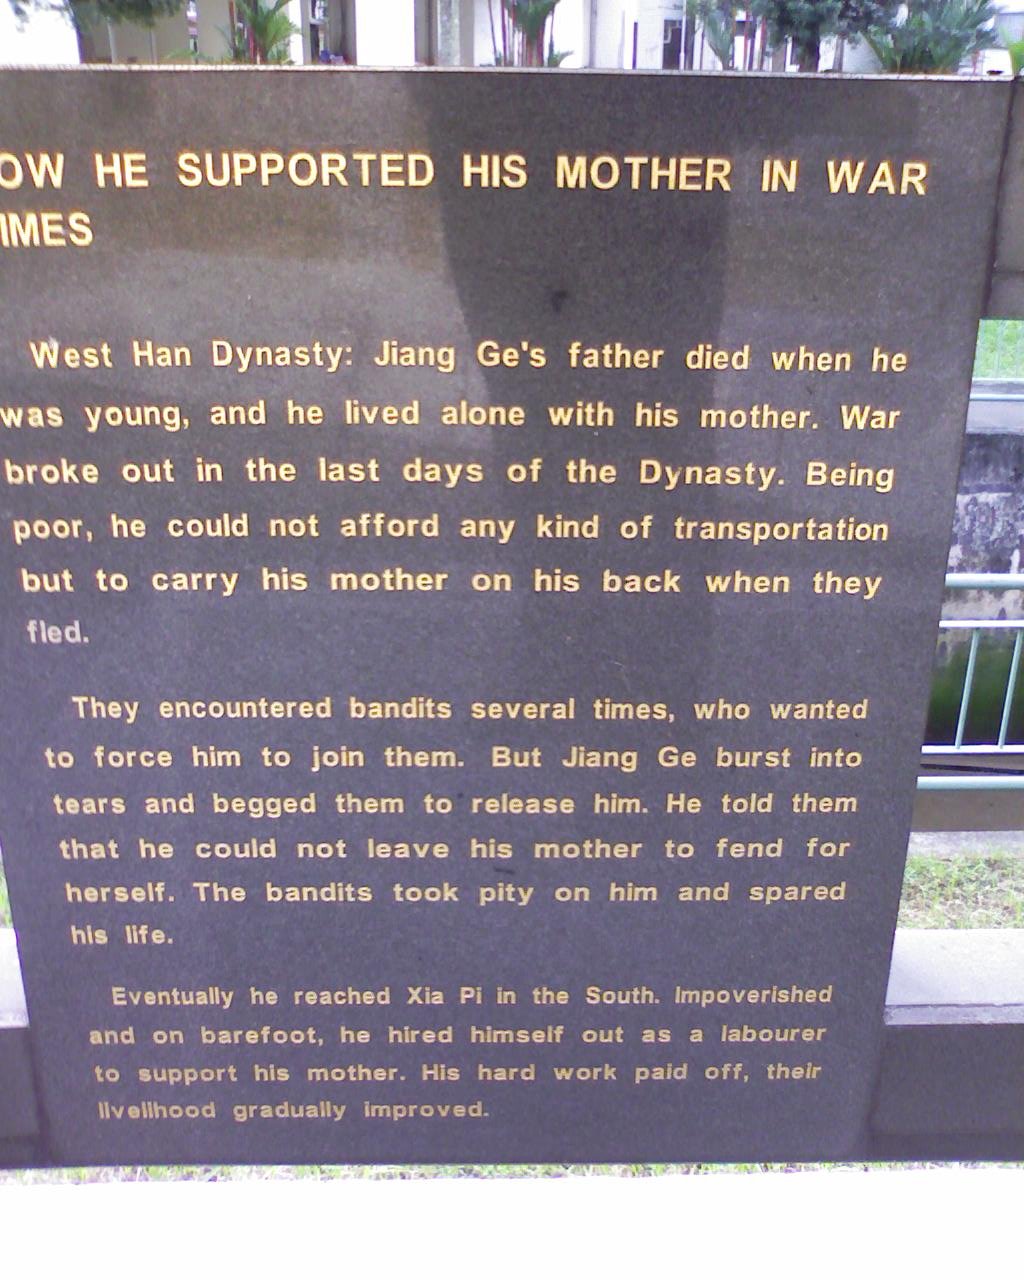 OW HE SUPPORTED HIS MOTHER IN WAR
IMES
West Han Dynasty: Jiang Ge's father died when he
was young, and he lived alone with his mother. War
broke out in the last days of the Dynasty. Being
poor, he could not afford any kind of transportation
but to carry his mother on his back when they
fled.
They encountered bandits several times, who wanted
to force him to join them. But Jiang Ge burst into
tears and begged them to release him. He told them
that he could not leave his mother to fend for
herself. The bandits took pity on him and spared
his life.
Eventually he reached Xia Pi in the South. Impoverished
and on barefoot, he hired himself out as a labourer
to support his mother. His hard work paid off, their
livelihood gradually improved.